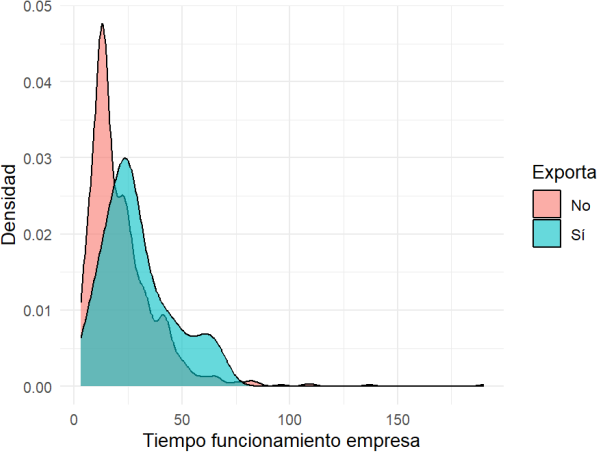 0.05
0.04
0.03
0.02
0.01
0.00
Densidad
0 50 100 150
Tiempo funcionamiento empresa
Exporta
No
Sí